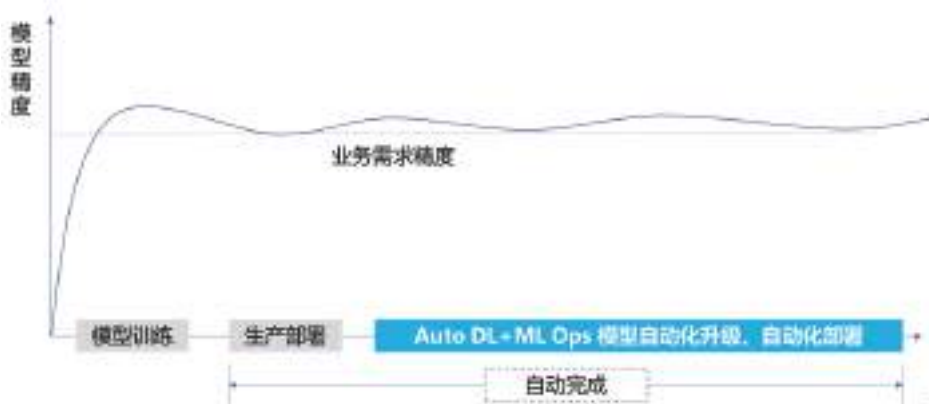 模型精度
业务需求精度
模型训练
生产部署
Auto DL+ML Ops 模型自动化升级、自动化部署
自动完成